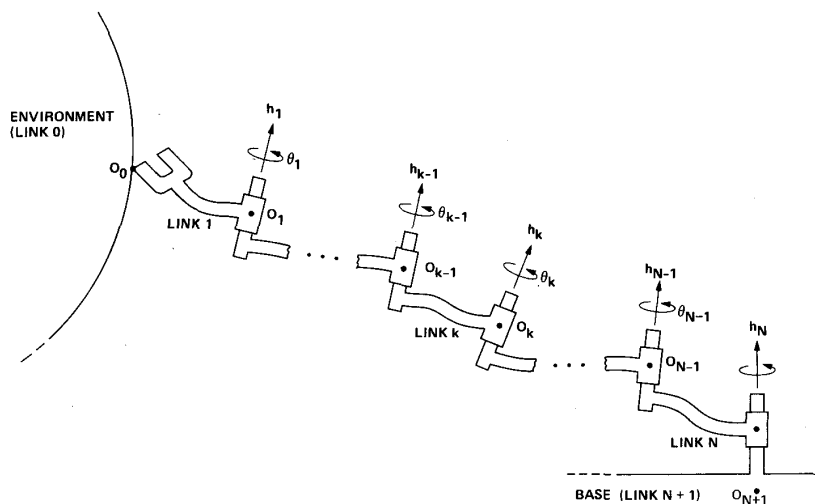 ENVIRONMENT
(LINK 0)
O0
LINK 1
h1
θ1
O1
hk-1
θk-1
Ok-1
LINK k
hk
θk
Ok
hN-1
θN-1
ON-1
LINK N
hN
BASE (LINK N + 1)
ON+1